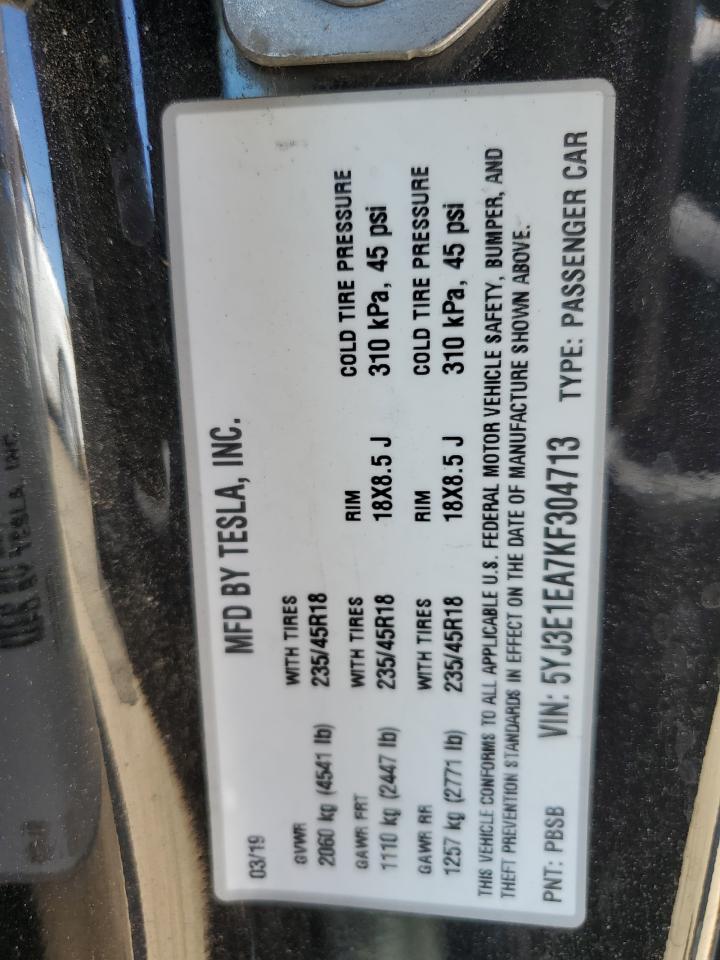 MFD BY TESLA, INC.
03/19
GVWR WITH TIRES
2060 kg (4541 lb) 235/45R18
GAWR FRT WITH TIRES RIM COLD TIRE PRESSURE
1110 kg (2447 lb) 235/45R18 18X8.5 J 310 kPa, 45 psi
GAWR RR WITH TIRES RIM COLD TIRE PRESSURE
1257 kg (2771 lb) 235/45R18 18X8.5 J 310 kPa, 45 psi
THIS VEHICLE CONFORMS TO ALL APPLICABLE U.S. FEDERAL MOTOR VEHICLE SAFETY, BUMPER, AND
THEFT PREVENTION STANDARDS IN EFFECT ON THE DATE OF MANUFACTURE SHOWN ABOVE.
PNT: PBSB VIN: 5YJ3E1EA7KF304713 TYPE: PASSENGER CAR